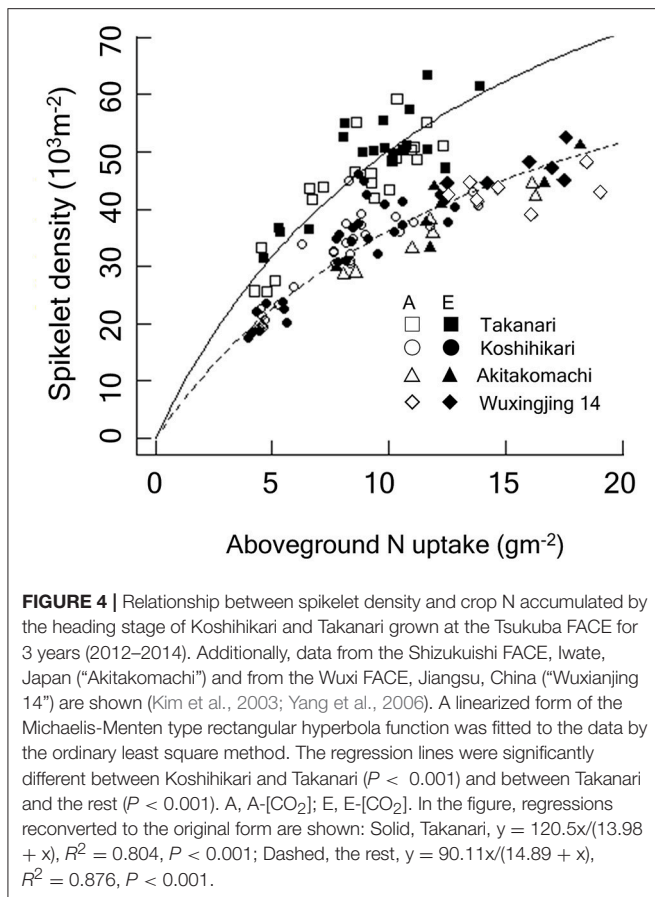 70
60
50
40
30
20
10
0
Spikelet density (10³m⁻²)
A E
Takanari
Koshihikari
Akitakomachi
Wuxingjing 14
0 5 10 15 20
Aboveground N uptake (gm⁻²)
FIGURE 4 | Relationship between spikelet density and crop N accumulated by
the heading stage of Koshihikari and Takanari grown at the Tsukuba FACE for
3 years (2012–2014). Additionally, data from the Shizukuishi FACE, Iwate,
Japan (“Akitakomachi”) and from the Wuxi FACE, Jiangsu, China (“Wuxianjing
14”) are shown (Kim et al., 2003; Yang et al., 2006). A linearized form of the
Michaelis-Menten type rectangular hyperbola function was fitted to the data by
the ordinary least square method. The regression lines were significantly
different between Koshihikari and Takanari (P < 0.001) and between Takanari
and the rest (P < 0.001). A, A-[CO₂]; E, E-[CO₂]. In the figure, regressions
reconverted to the original form are shown: Solid, Takanari, y = 120.5x/(13.98
+ x), R² = 0.804, P < 0.001; Dashed, the rest, y = 90.11x/(14.89 + x),
R² = 0.876, P < 0.001.